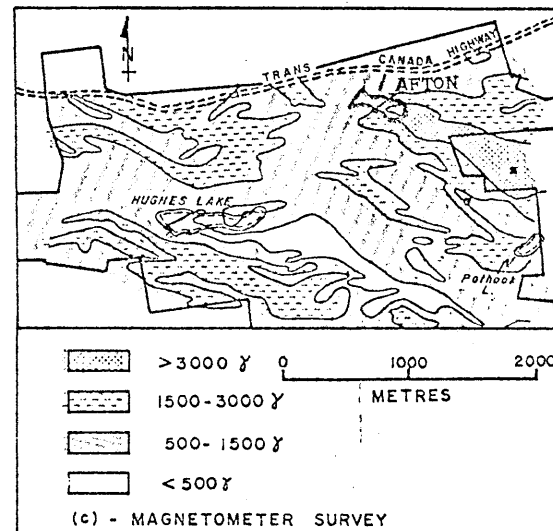 N
TRANS CANADA HIGHWAY
AFTON
HUGHES LAKE
Pothook
L.
>3000 γ
1500-3000 γ
500-1500 γ
<500 γ
0 1000 2000
METRES
(c) - MAGNETOMETER SURVEY